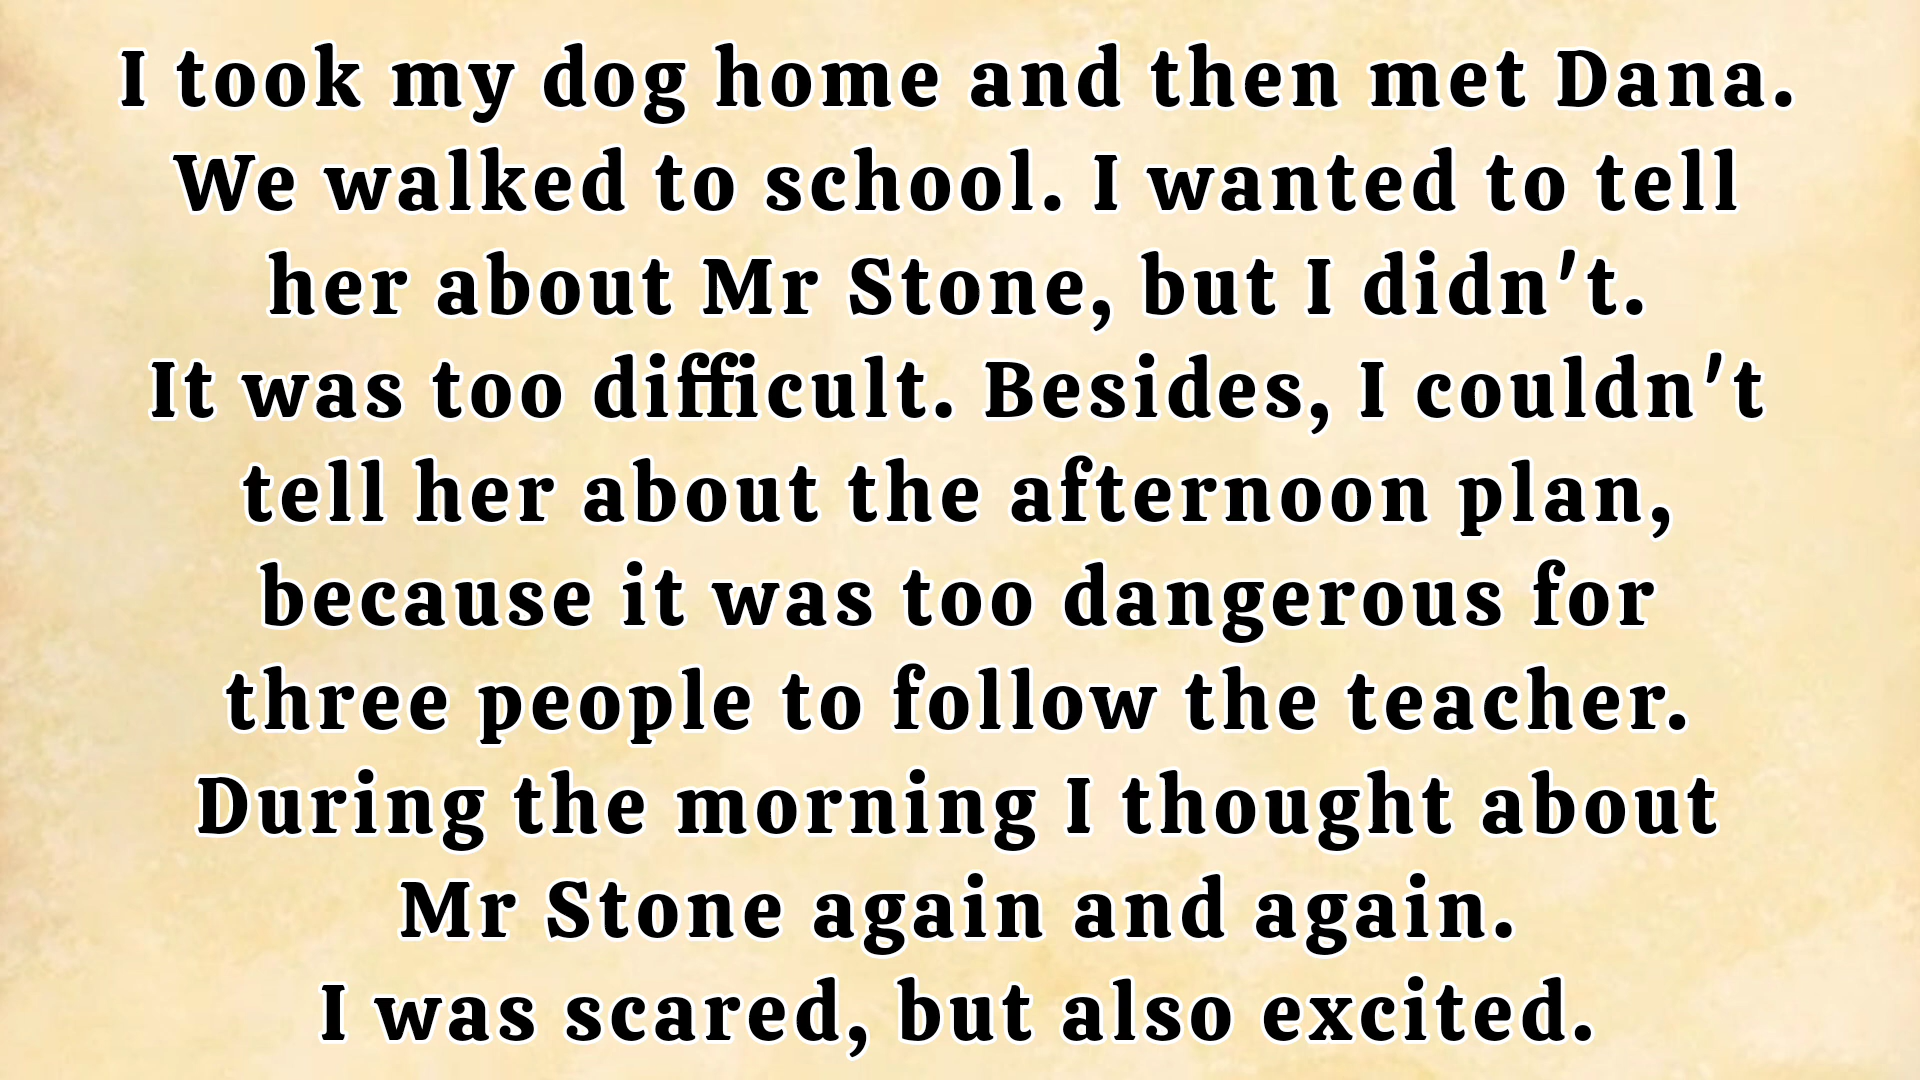 I took my dog home and then met Dana.
We walked to school. I wanted to tell
her about Mr Stone, but I didn't.
It was too difficult. Besides, I couldn't
tell her about the afternoon plan,
because it was too dangerous for
three people to follow the teacher.
During the morning I thought about
Mr Stone again and again.
I was scared, but also excited.